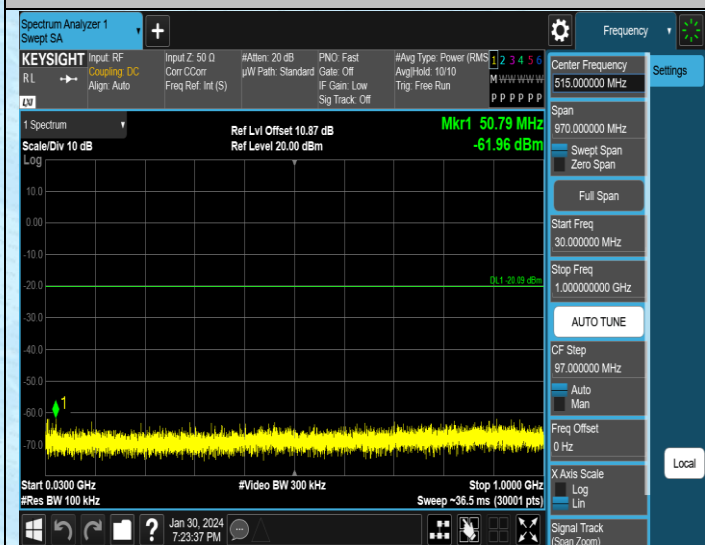 Spectrum Analyzer 1
Swept SA
Frequency
KEYSIGHT
RL
LXI
Input: RF
Coupling: DC
Align: Auto
Input Z: 50 Ω
Corr CCorr
Freq Ref: Int (S)
#Atten: 20 dB
µW Path: Standard
PNO: Fast
Gate: Off
IF Gain: Low
Sig Track: Off
#Avg Type: Power (RMS
Avg|Hold: 10/10
Trig: Free Run
1 2 3 4 5 6
M W W W W W
P P P P P P
1 Spectrum
Scale/Div 10 dB
Log
Ref Lvl Offset 10.87 dB
Ref Level 20.00 dBm
Mkr1 50.79 MHz
-61.96 dBm
10.0
0.00
-10.0
-20.0
DL1 -20.09 dBm
-30.0
-40.0
-50.0
-60.0
1
-70.0
Start 0.0300 GHz
#Res BW 100 kHz
#Video BW 300 kHz
Stop 1.0000 GHz
Sweep ~36.5 ms (30001 pts)
Jan 30, 2024
7:23:37 PM
?
Center Frequency
515.000000 MHz
Settings
Span
970.000000 MHz
Swept Span
Zero Span
Full Span
Start Freq
30.000000 MHz
Stop Freq
1.000000000 GHz
AUTO TUNE
CF Step
97.000000 MHz
Auto
Man
Freq Offset
0 Hz
X Axis Scale
Log
Lin
Local
Signal Track
(Span Zoom)